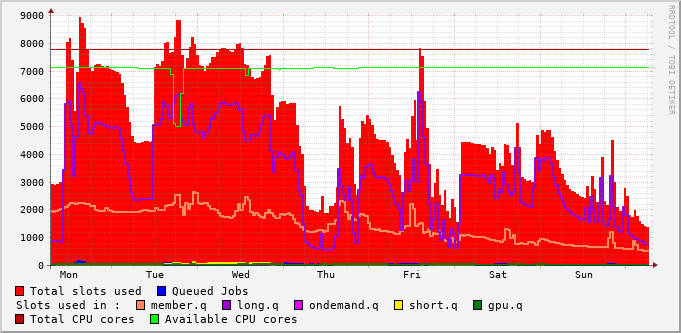 9000
8000
7000
6000
5000
4000
3000
2000
1000
0
Mon Tue Wed Thu Fri Sat Sun
RRDTOOL / TOBI OETIKER
Total slots used Queued Jobs
Slots used in : member.q long.q ondemand.q short.q gpu.q
Total CPU cores Available CPU cores